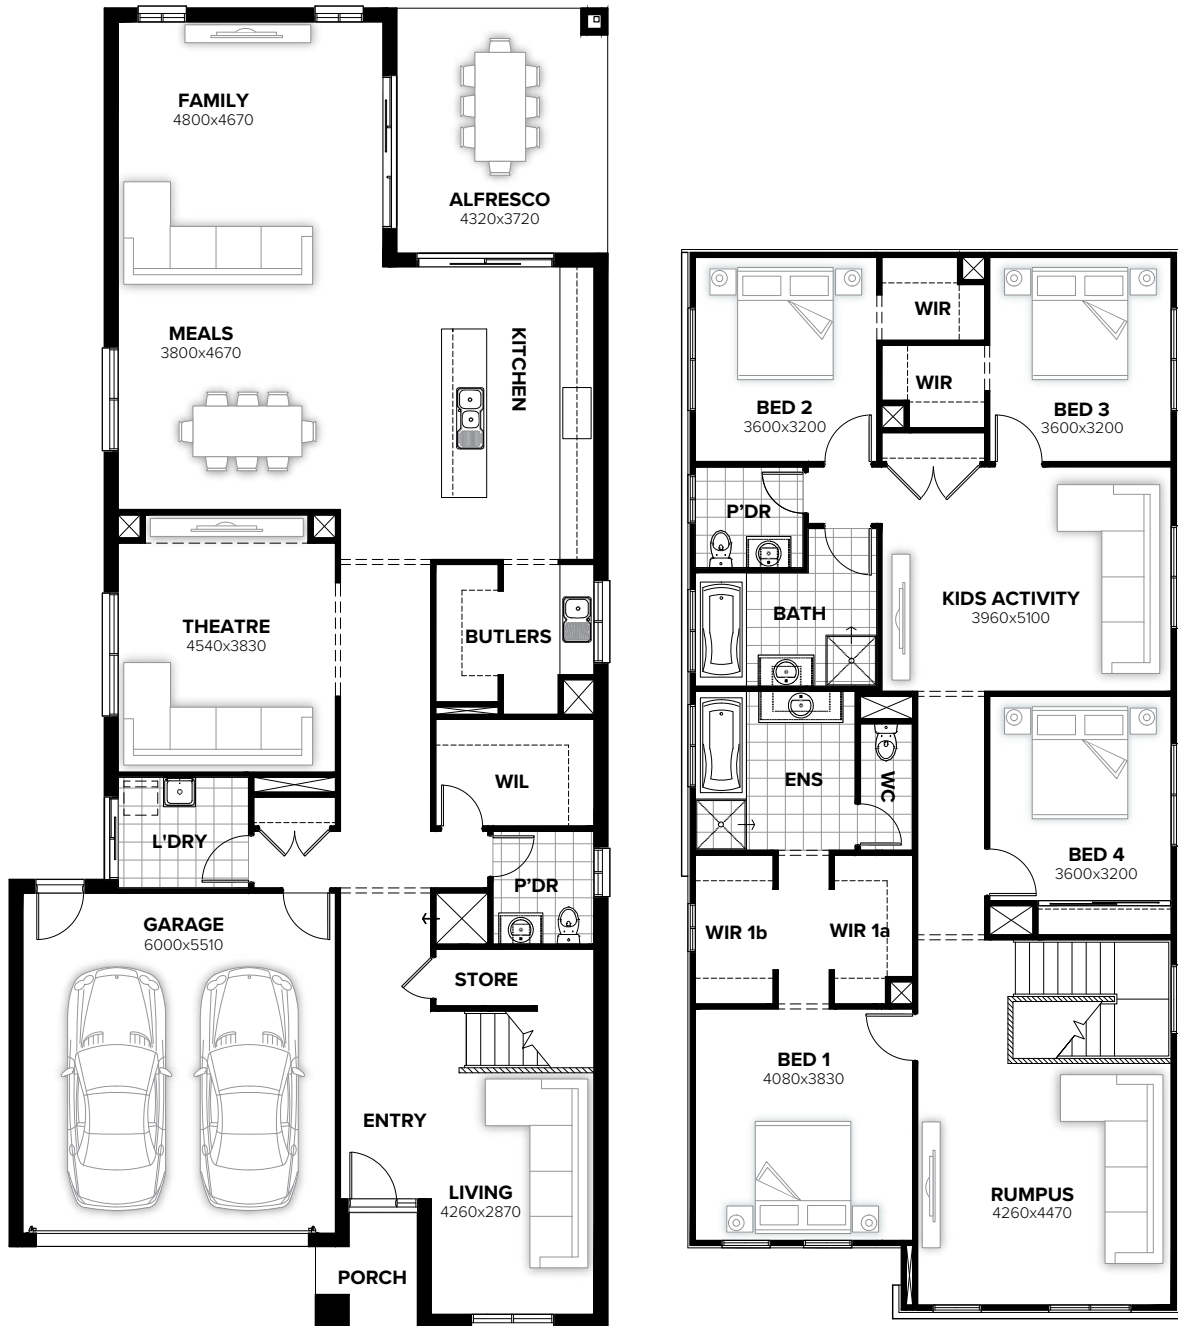 FAMILY
4800x4670
ALFRESCO
4320x3720
MEALS
3800x4670
KITCHEN
THEATRE
4540x3830
BUTLERS
WIL
L'DRY
P'DR
GARAGE
6000x5510
STORE
ENTRY
LIVING
4260x2870
PORCH
WIR
WIR
BED 2
3600x3200
BED 3
3600x3200
P'DR
BATH
KIDS ACTIVITY
3960x5100
ENS
WC
BED 4
3600x3200
WIR 1b
WIR 1a
BED 1
4080x3830
RUMPUS
4260x4470